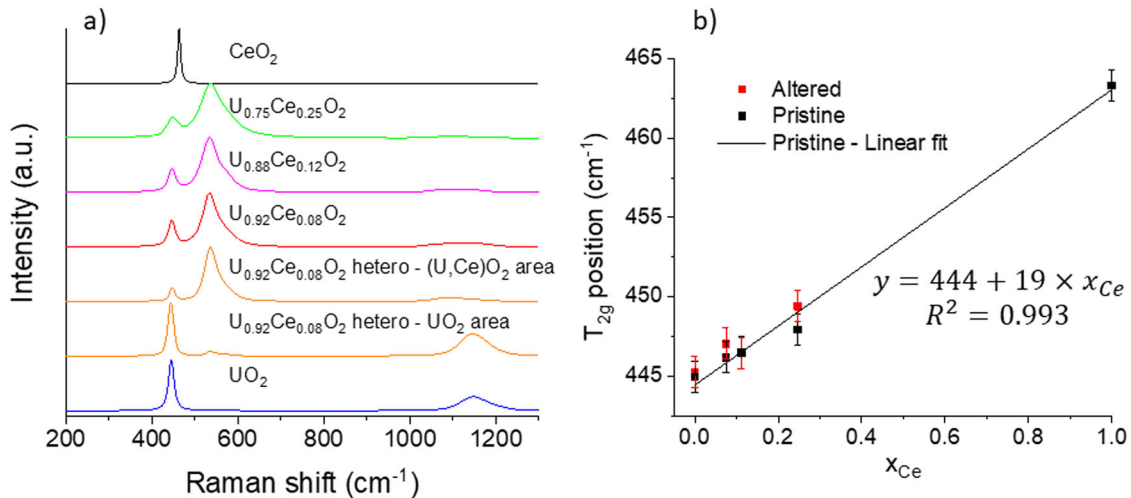 a)
CeO₂
U₀.₇₅Ce₀.₂₅O₂
U₀.₈₈Ce₀.₁₂O₂
U₀.₉₂Ce₀.₀₈O₂
U₀.₉₂Ce₀.₀₈O₂ hetero - (U,Ce)O₂ area
U₀.₉₂Ce₀.₀₈O₂ hetero - UO₂ area
UO₂
Intensity (a.u.)
200 400 600 800 1000 1200
Raman shift (cm⁻¹)
b)
465
460
455
450
445
T₂g position (cm⁻¹)
Altered
Pristine
Pristine - Linear fit
y = 444 + 19 × x_Ce
R² = 0.993
0.0 0.2 0.4 0.6 0.8 1.0
x_Ce